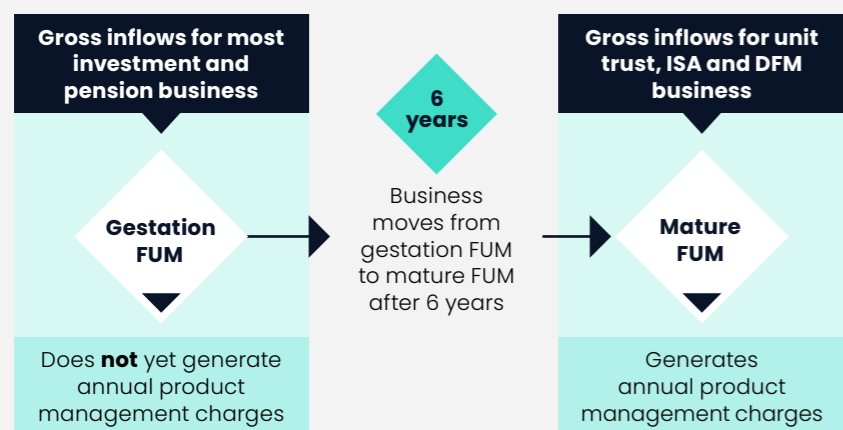 Gross inflows for most
investment and
pension business
Gestation
FUM
Does not yet generate
annual product
management charges
6
years
Business
moves from
gestation FUM
to mature FUM
after 6 years
Gross inflows for unit
trust, ISA and DFM
business
Mature
FUM
Generates
annual product
management charges